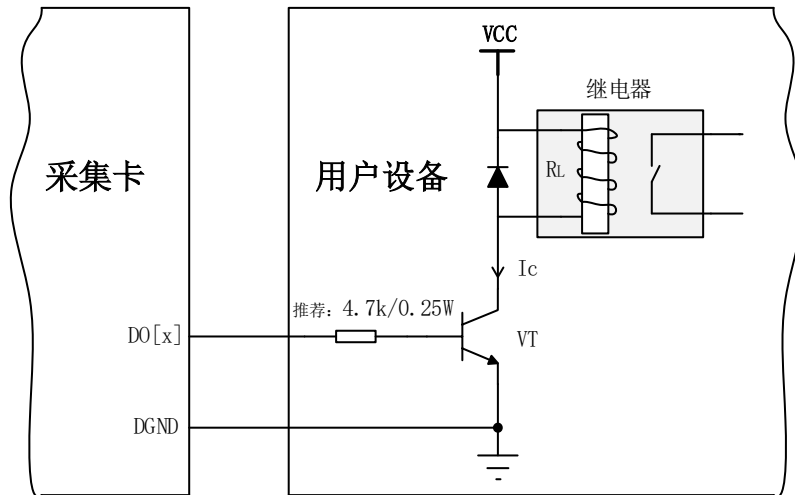 VCC
继电器
采集卡
用户设备
RL
Ic
推荐: 4.7k/0.25W
DO[x]
VT
DGND